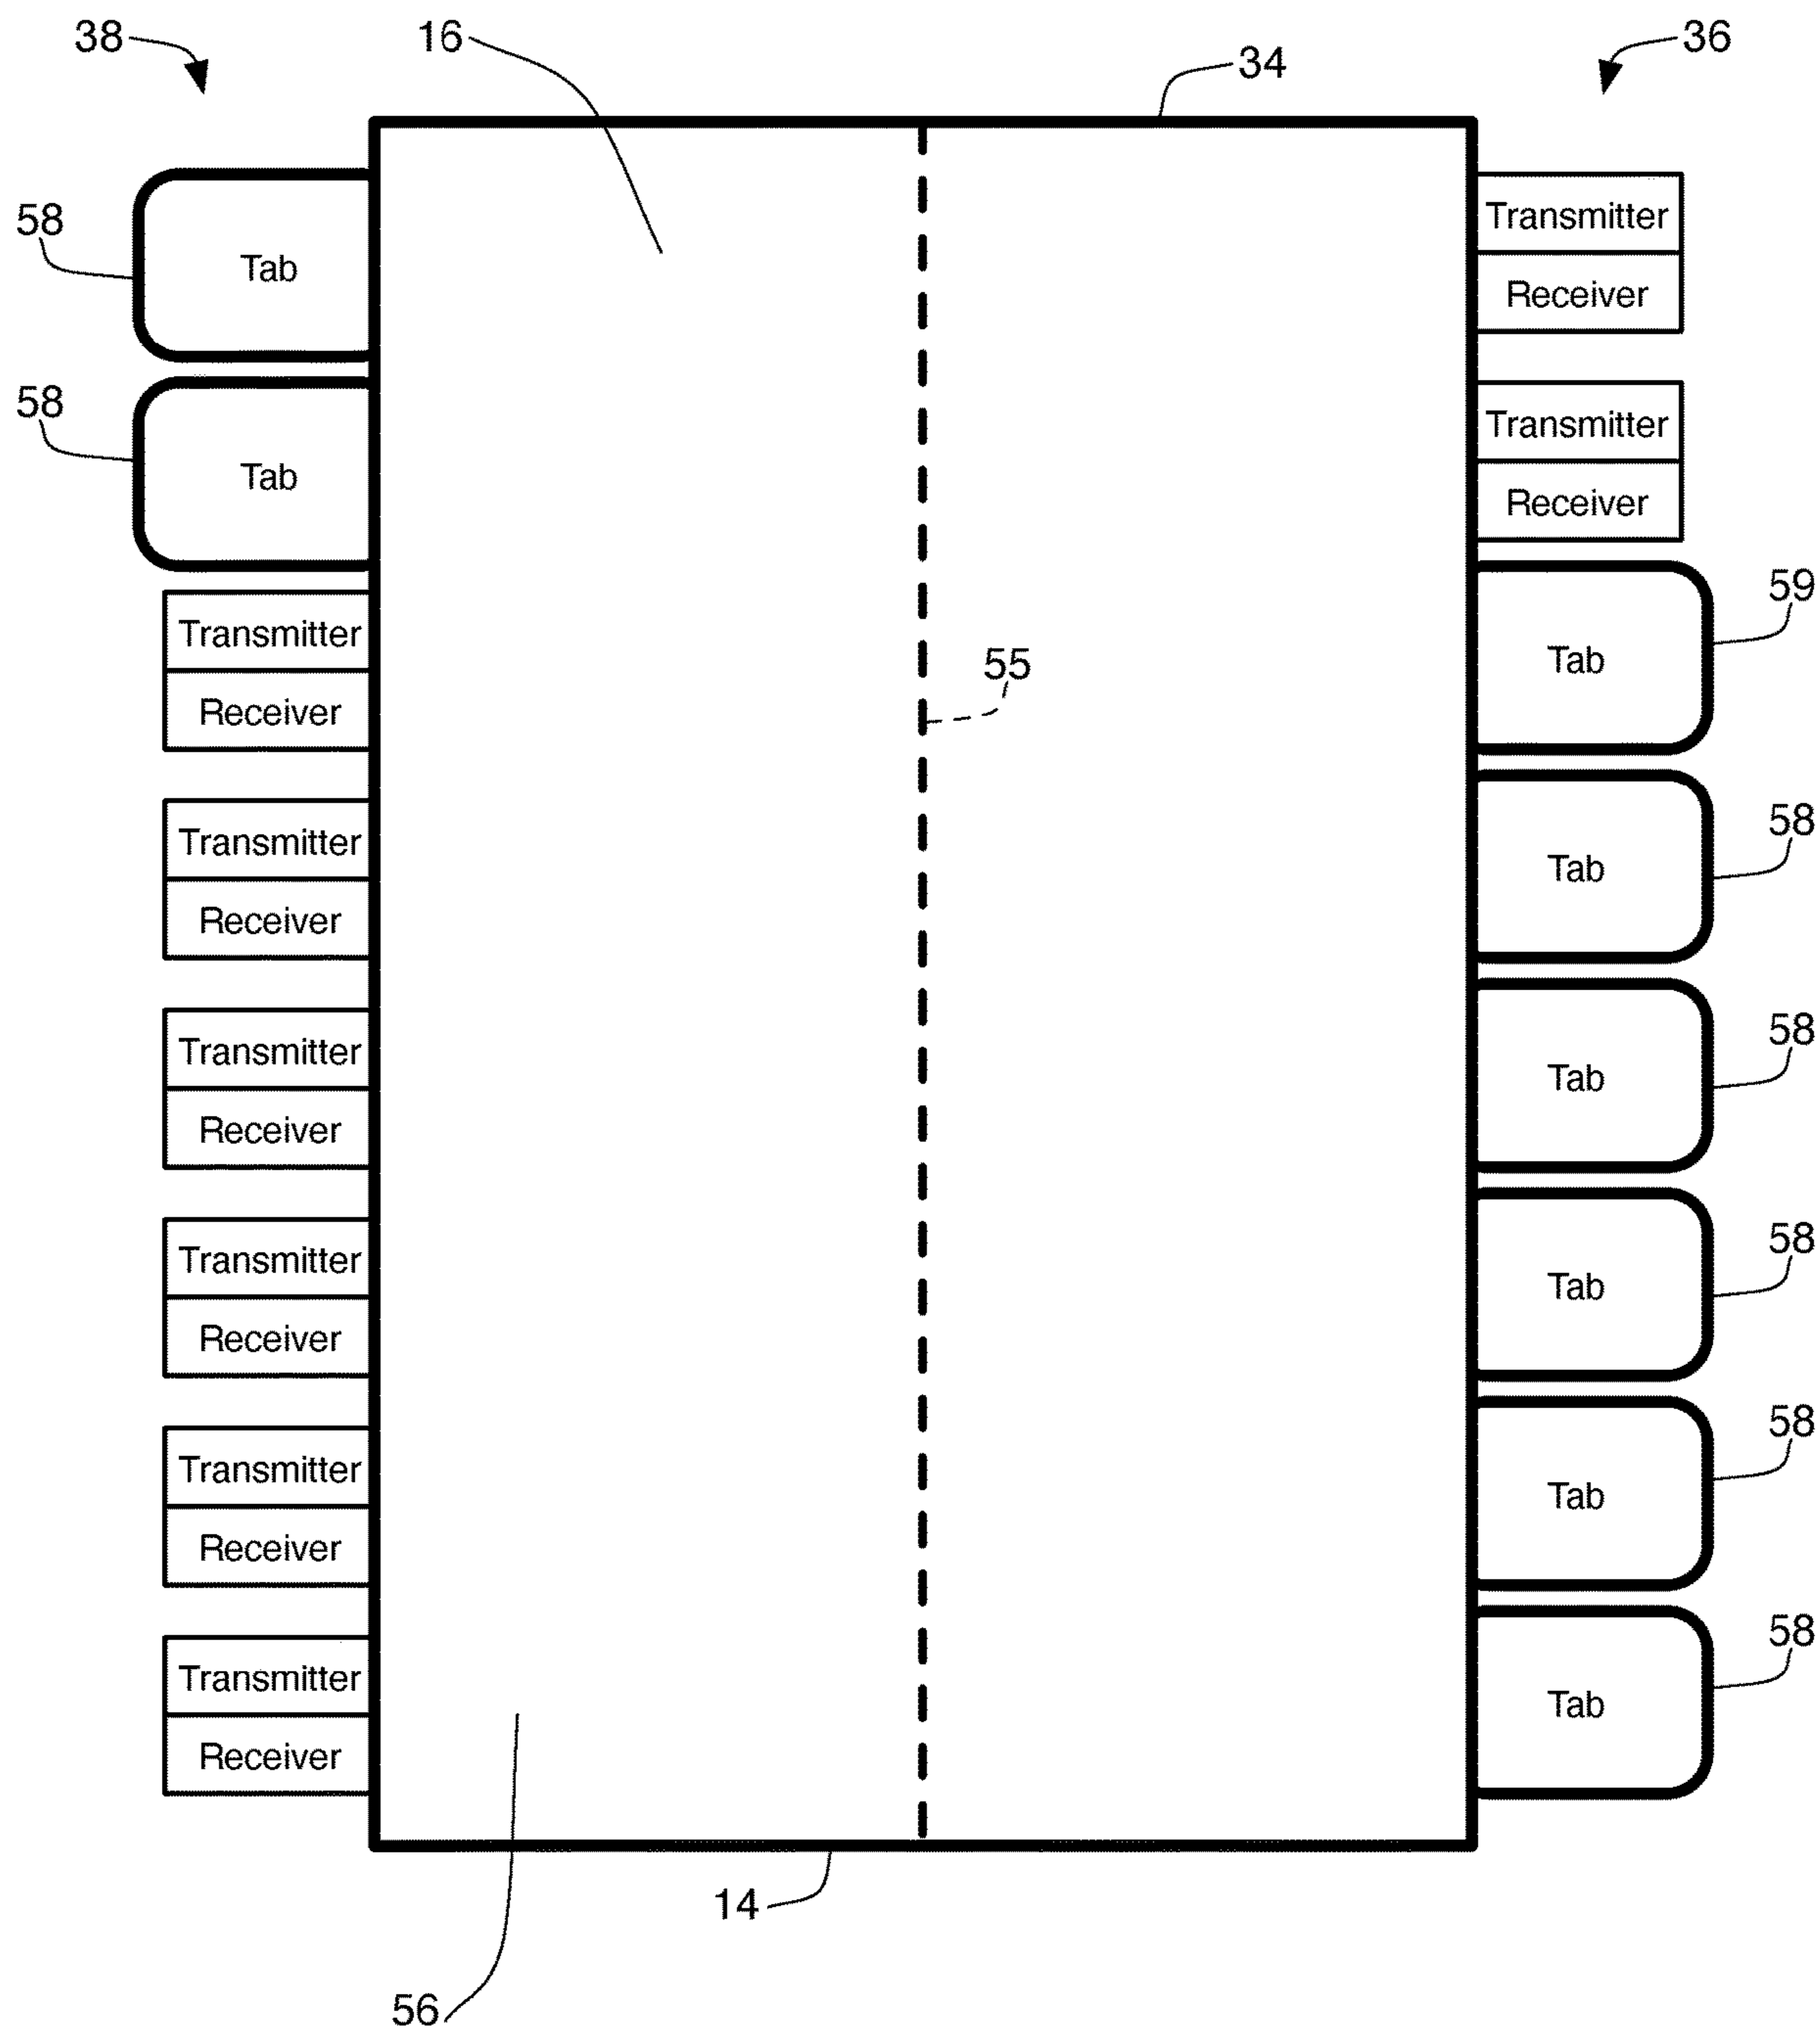 38
16
34
36
58
Tab
Transmitter
Receiver
58
Tab
Transmitter
Receiver
59
Tab
Transmitter
Receiver
55
58
Tab
Transmitter
Receiver
58
Tab
Transmitter
Receiver
58
Tab
Transmitter
Receiver
58
Tab
Transmitter
Receiver
58
Tab
Transmitter
Receiver
14
56